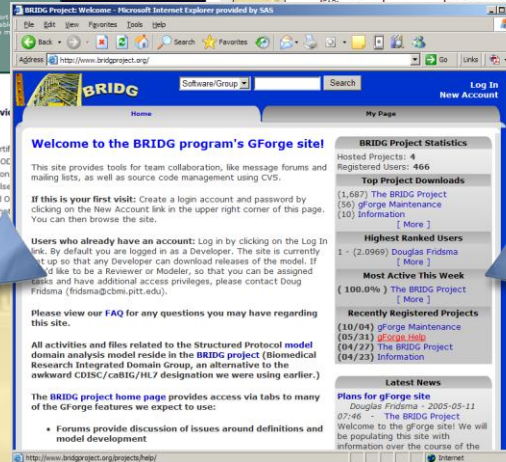 BRIDG Project: Welcome - Microsoft Internet Explorer provided by SAS
File Edit View Favorites Tools Help
Back Search Favorites
Address http://www.bridgproject.org/ Go Links
BRIDG
Software/Group Search
Log In
New Account
Home My Page
Welcome to the BRIDG program's GForge site!
This site provides tools for team collaboration, like message forums and
mailing lists, as well as source code management using CVS.
If this is your first visit: Create a login account and password by
clicking on the New Account link in the upper right corner of this page.
You can then browse the site.
Users who already have an account: Log in by clicking on the Log In
link. By default you are logged in as a Developer. The site is currently
set up so that any Developer can download releases of the model. If
you'd like to be a Reviewer or Modeler, so that you can be assigned
tasks and have additional access privileges, please contact Doug
Fridsma (fridsma@cbmi.pitt.edu).
Please view our FAQ for any questions you may have regarding
this site.
All activities and files related to the Structured Protocol model
domain analysis model reside in the BRIDG project (Biomedical
Research Integrated Domain Group, an alternative to the
awkward CDISC/caBIG/HL7 designation we were using earlier.)
The BRIDG project home page provides access via tabs to many
of the GForge features we expect to use:
• Forums provide discussion of issues around definitions and
model development
BRIDG Project Statistics
Hosted Projects: 4
Registered Users: 466
Top Project Downloads
(1,687) The BRIDG Project
(56) gForge Maintenance
(10) Information
[ More ]
Highest Ranked Users
1 - (2.0969) Douglas Fridsma
[ More ]
Most Active This Week
( 100.0% ) The BRIDG Project
[ More ]
Recently Registered Projects
(10/04) gForge Maintenance
(05/31) gForge Help
(04/27) The BRIDG Project
(04/23) Information
Latest News
Plans for gForge site
Douglas Fridsma - 2005-05-11
07:46 - The BRIDG Project
Welcome to the gForge site! We will
be populating this site with
information over the course of the
http://www.bridgproject.org/projects/help/ Internet